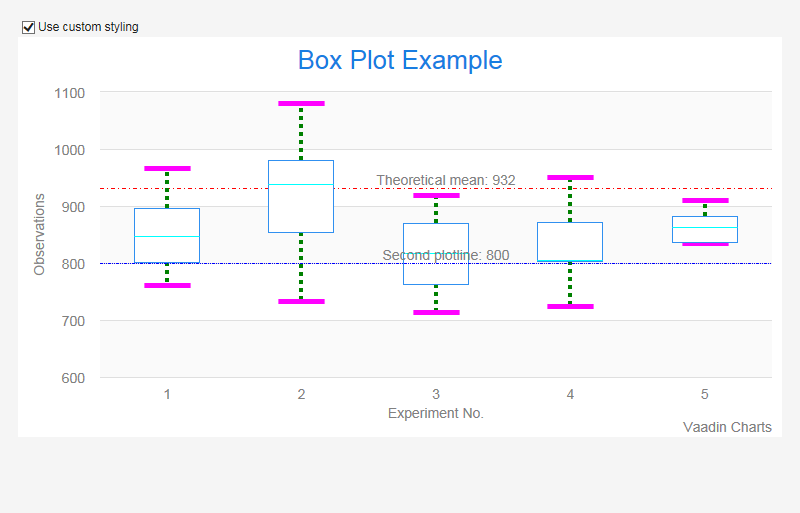 Use custom styling
Box Plot Example
1100
1000
900
800
700
600
Observations
Theoretical mean: 932
Second plotline: 800
1 2 3 4 5
Experiment No.
Vaadin Charts